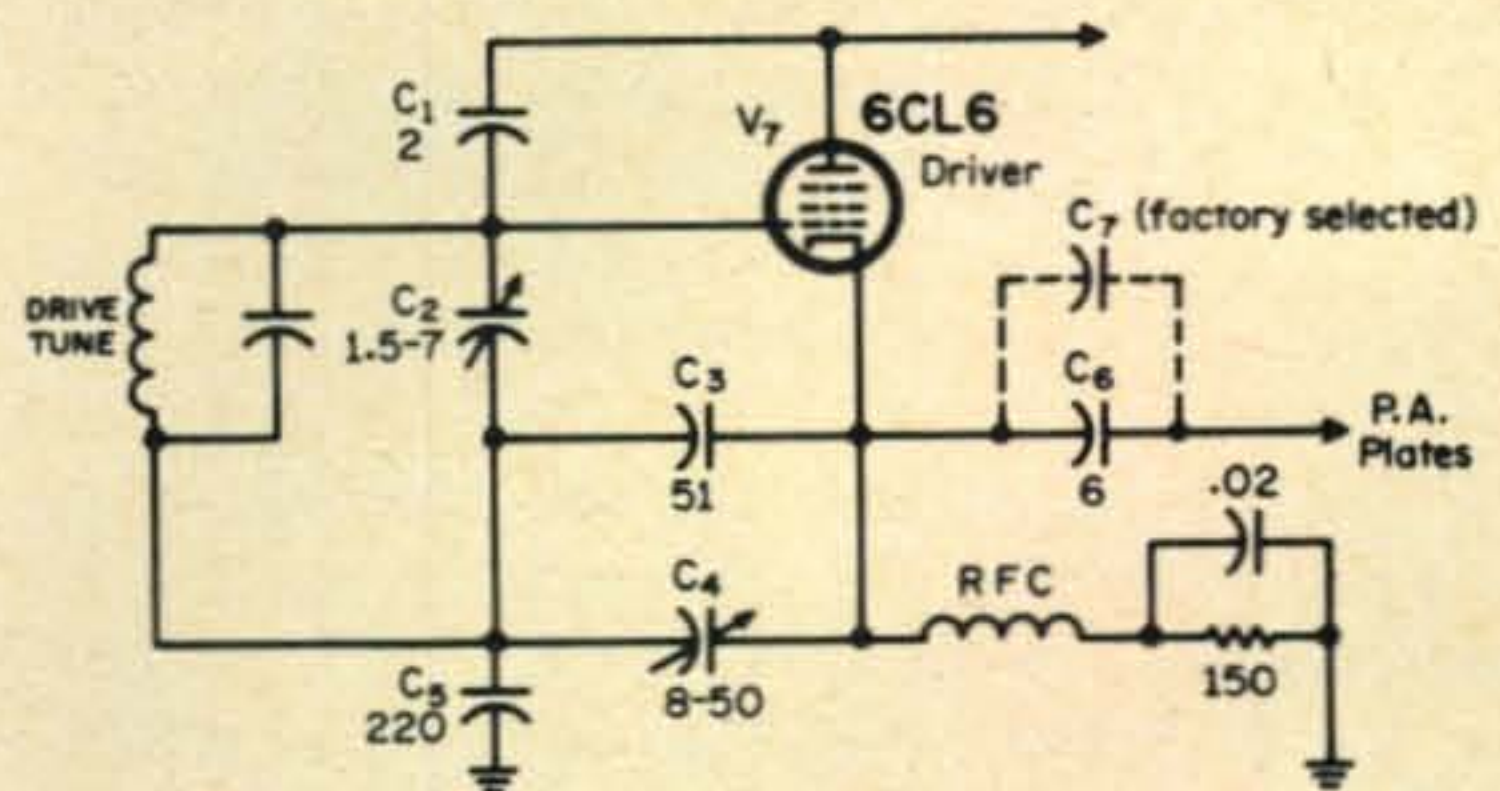 C₁
2
V₇
6CL6
Driver
C₇ (factory selected)
DRIVE
TUNE
C₂
1.5-7
C₃
51
C₆
6
P.A.
Plates
.02
C₄
8-50
RFC
150
C₅
220